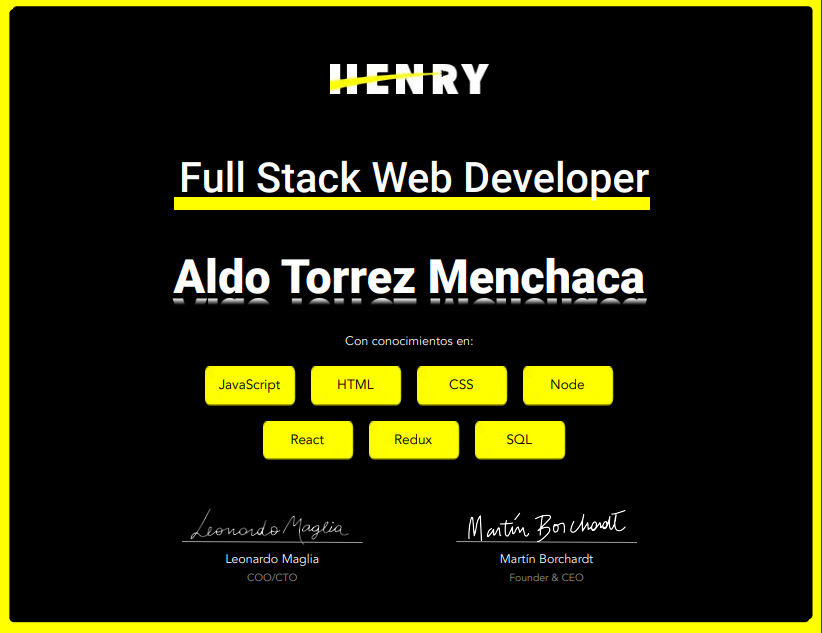 HENRY
Full Stack Web Developer
Aldo Torrez Menchaca
Con conocimientos en:
JavaScript HTML CSS Node
React Redux SQL
Leonardo Maglia Martín Borchardt
Leonardo Maglia Martín Borchardt
COO/CTO Founder & CEO